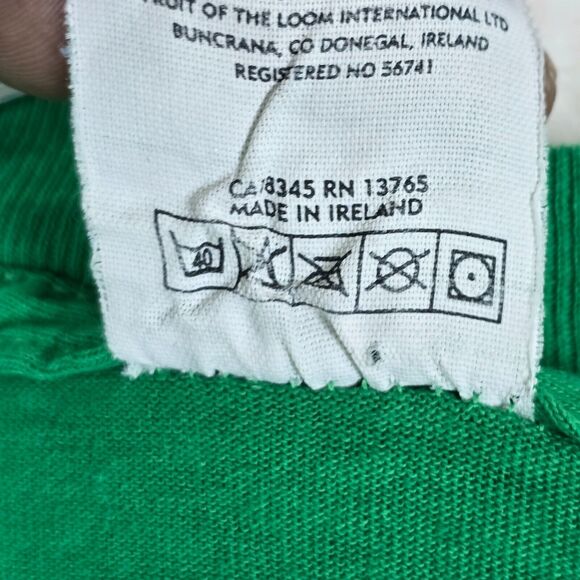 FRUIT OF THE LOOM INTERNATIONAL LTD
BUNCRANA, CO DONEGAL, IRELAND
REGISTERED NO 56741
CA 18345 RN 13765
MADE IN IRELAND
40